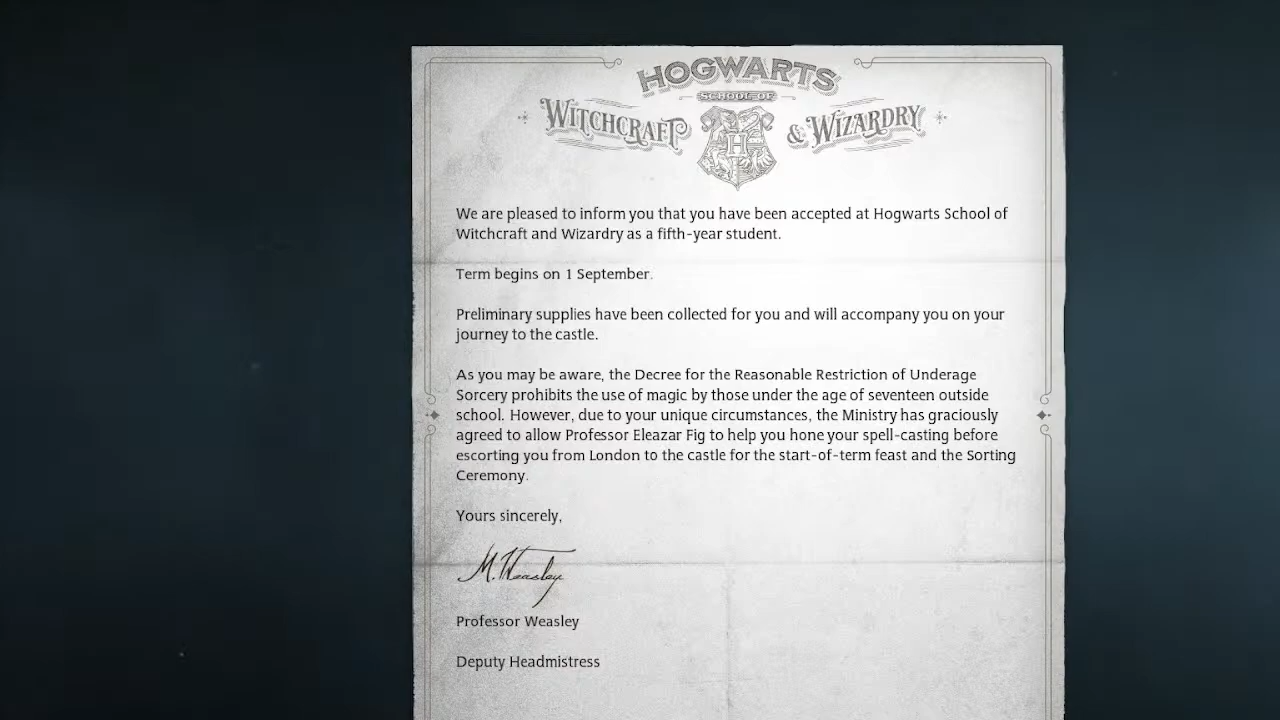 HOGWARTS
SCHOOL OF
WITCHCRAFT & WIZARDRY
H
We are pleased to inform you that you have been accepted at Hogwarts School of
Witchcraft and Wizardry as a fifth-year student.
Term begins on 1 September.
Preliminary supplies have been collected for you and will accompany you on your
journey to the castle.
As you may be aware, the Decree for the Reasonable Restriction of Underage
Sorcery prohibits the use of magic by those under the age of seventeen outside
school. However, due to your unique circumstances, the Ministry has graciously
agreed to allow Professor Eleazar Fig to help you hone your spell-casting before
escorting you from London to the castle for the start-of-term feast and the Sorting
Ceremony.
Yours sincerely,
M. Weasley
Professor Weasley
Deputy Headmistress